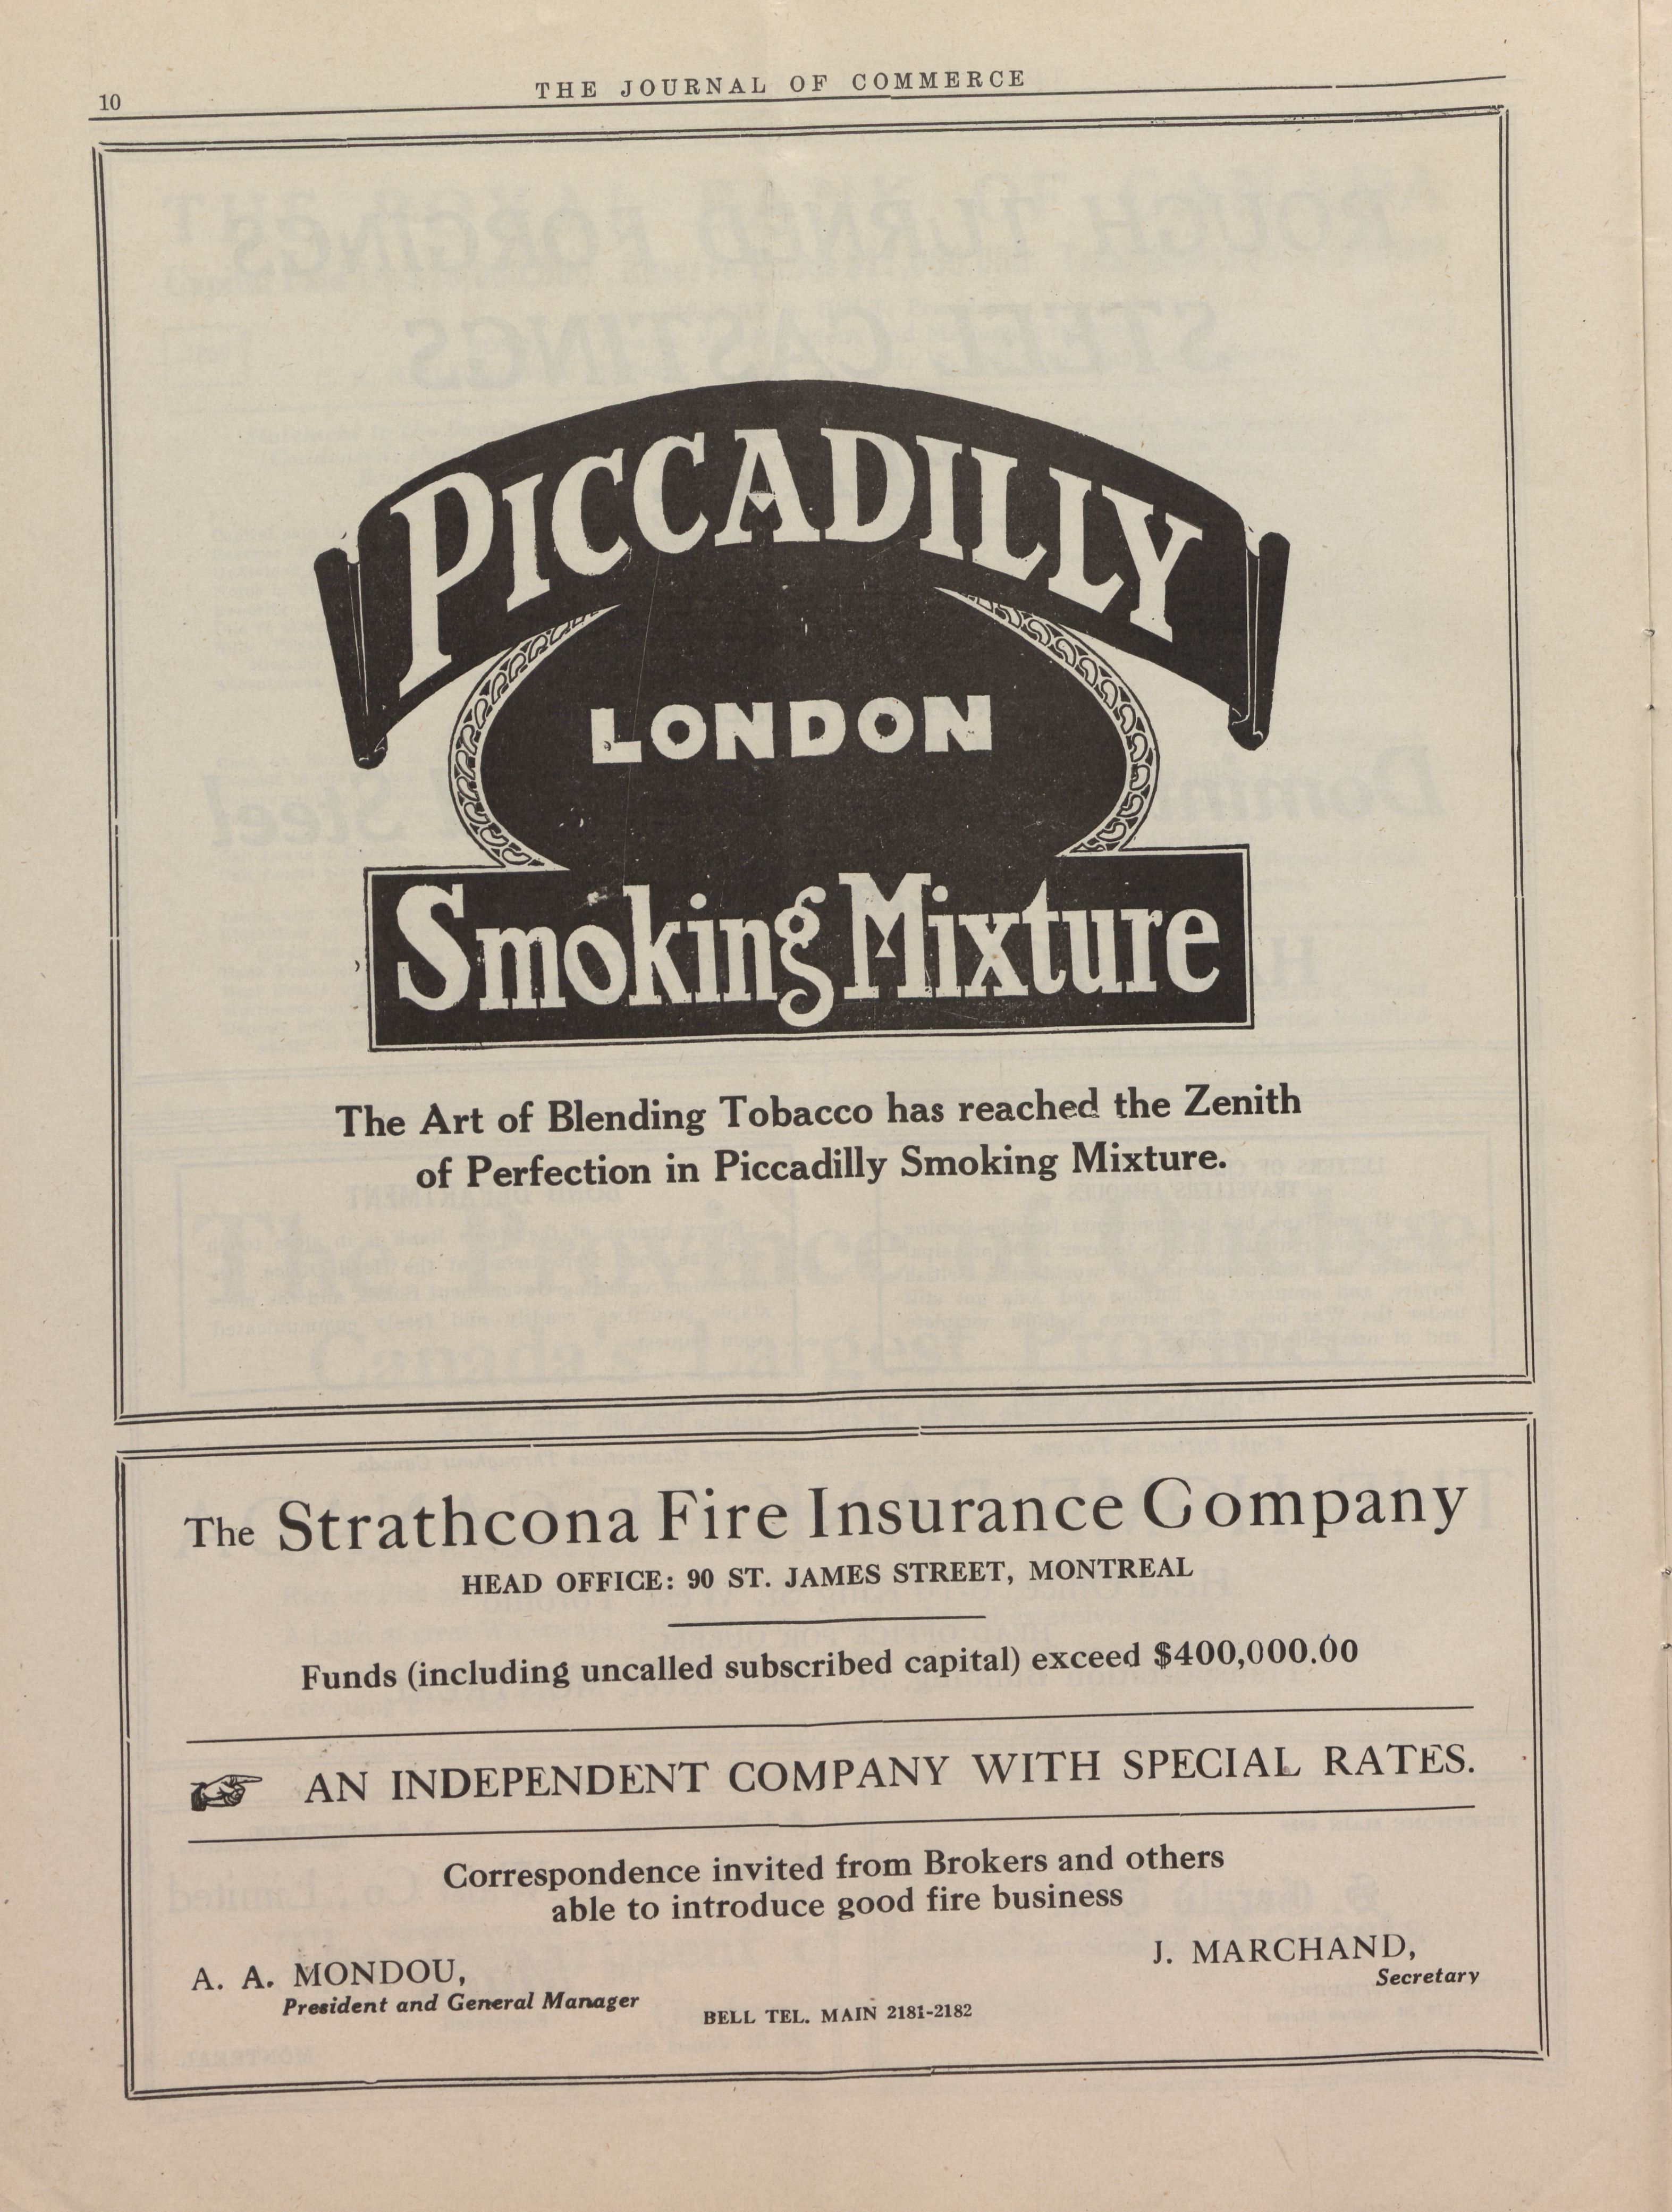 10
THE JOURNAL OF COMMERCE
PICCADILLY
LONDON
Smoking Mixture
The Art of Blending Tobacco has reached the Zenith
of Perfection in Piccadilly Smoking Mixture.
The Strathcona Fire Insurance Company
HEAD OFFICE: 90 ST. JAMES STREET, MONTREAL
Funds (including uncalled subscribed capital) exceed $400,000.00
AN INDEPENDENT COMPANY WITH SPECIAL RATES.
Correspondence invited from Brokers and others
able to introduce good fire business
A. A. MONDOU,
President and General Manager
J. MARCHAND,
Secretary
BELL TEL. MAIN 2181-2182